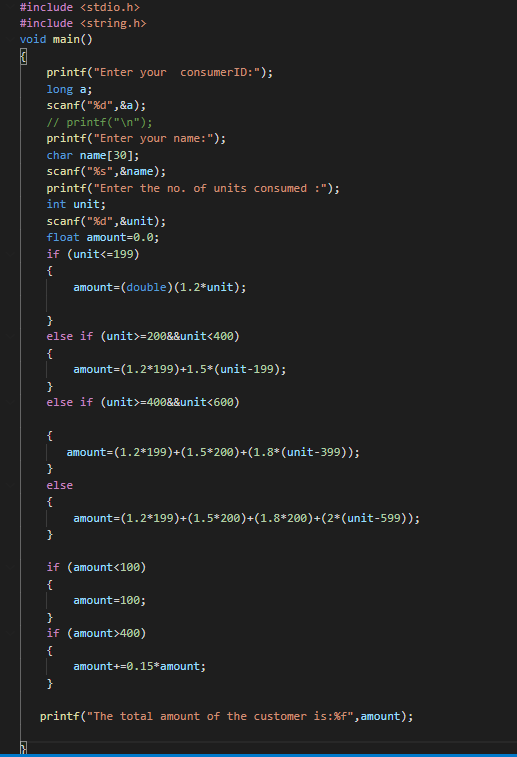 #include <stdio.h>
#include <string.h>
void main()
{
printf("Enter your  consumerID:");
long a;
scanf("%d",&a);
// printf("\n");
printf("Enter your name:");
char name[30];
scanf("%s",&name);
printf("Enter the no. of units consumed :");
int unit;
scanf("%d",&unit);
float amount=0.0;
if (unit<=199)
{
amount=(double)(1.2*unit);
}
else if (unit>=200&&unit<400)
{
amount=(1.2*199)+1.5*(unit-199);
}
else if (unit>=400&&unit<600)
{
amount=(1.2*199)+(1.5*200)+(1.8*(unit-399));
}
else
{
amount=(1.2*199)+(1.5*200)+(1.8*200)+(2*(unit-599));
}
if (amount<100)
{
amount=100;
}
if (amount>400)
{
amount+=0.15*amount;
}
printf("The total amount of the customer is:%f",amount);
}